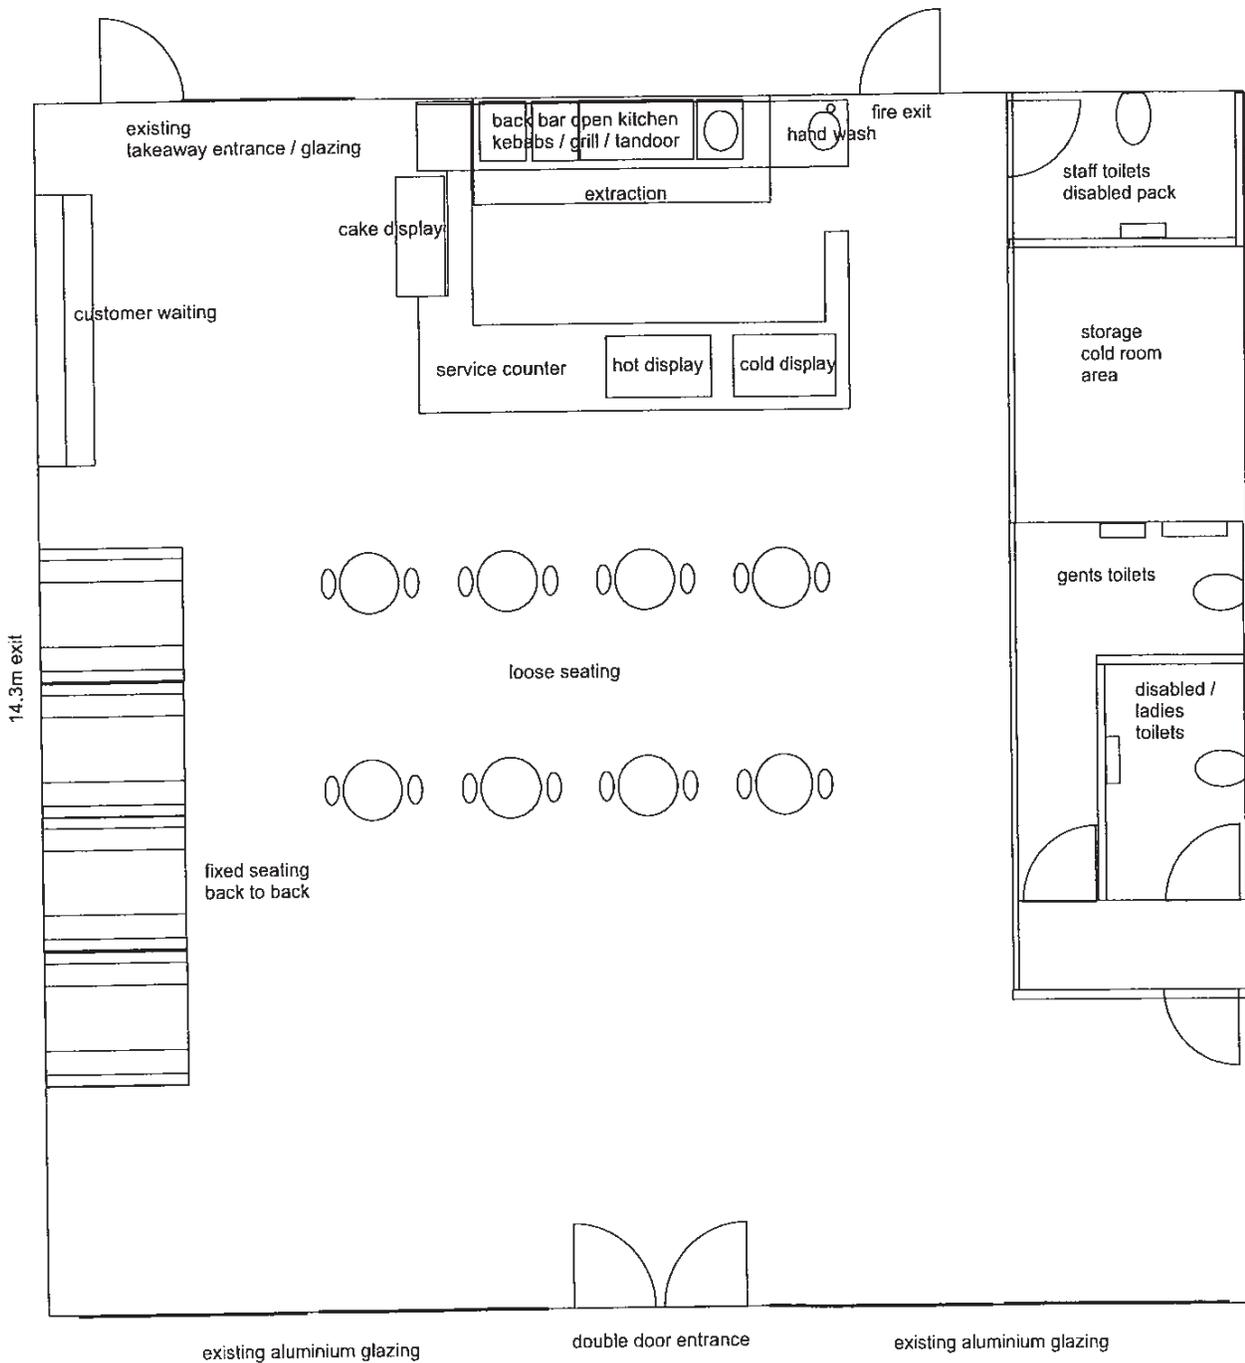 existing
takeaway entrance / glazing
back bar open kitchen
kebabs / grill / tandoor
hand wash
fire exit
staff toilets
disabled pack
extraction
cake display
customer waiting
storage
cold room
area
service counter
hot display
cold display
gents toilets
14.3m exit
loose seating
disabled /
ladies
toilets
fixed seating
back to back
existing aluminium glazing
double door entrance
existing aluminium glazing